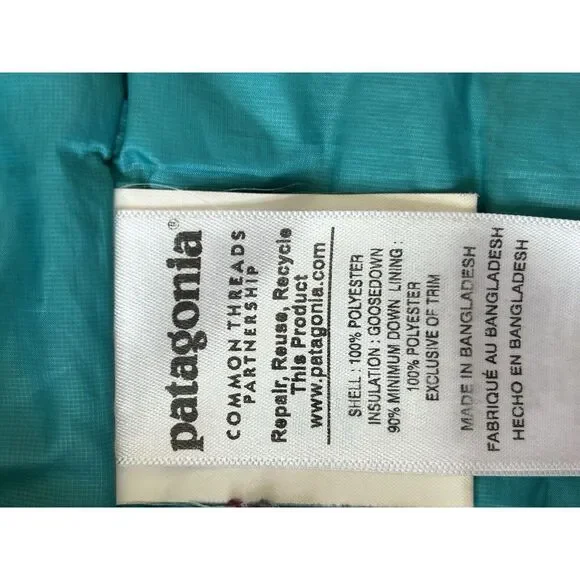 patagonia®
COMMON THREADS
PARTNERSHIP
Repair, Reuse, Recycle
This Product
www.patagonia.com
SHELL : 100% POLYESTER
INSULATION : GOOSEDOWN
90% MINIMUM DOWN LINING :
100% POLYESTER
EXCLUSIVE OF TRIM
MADE IN BANGLADESH
FABRIQUÉ AU BANGLADESH
HECHO EN BANGLADESH